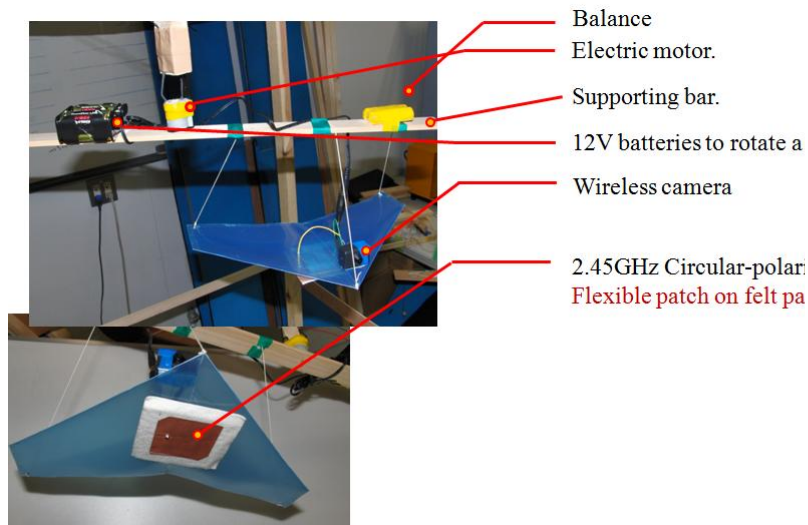 Balance
Electric motor.
Supporting bar.
12V batteries to rotate a
Wireless camera
2.45GHz Circular-polari
Flexible patch on felt pa